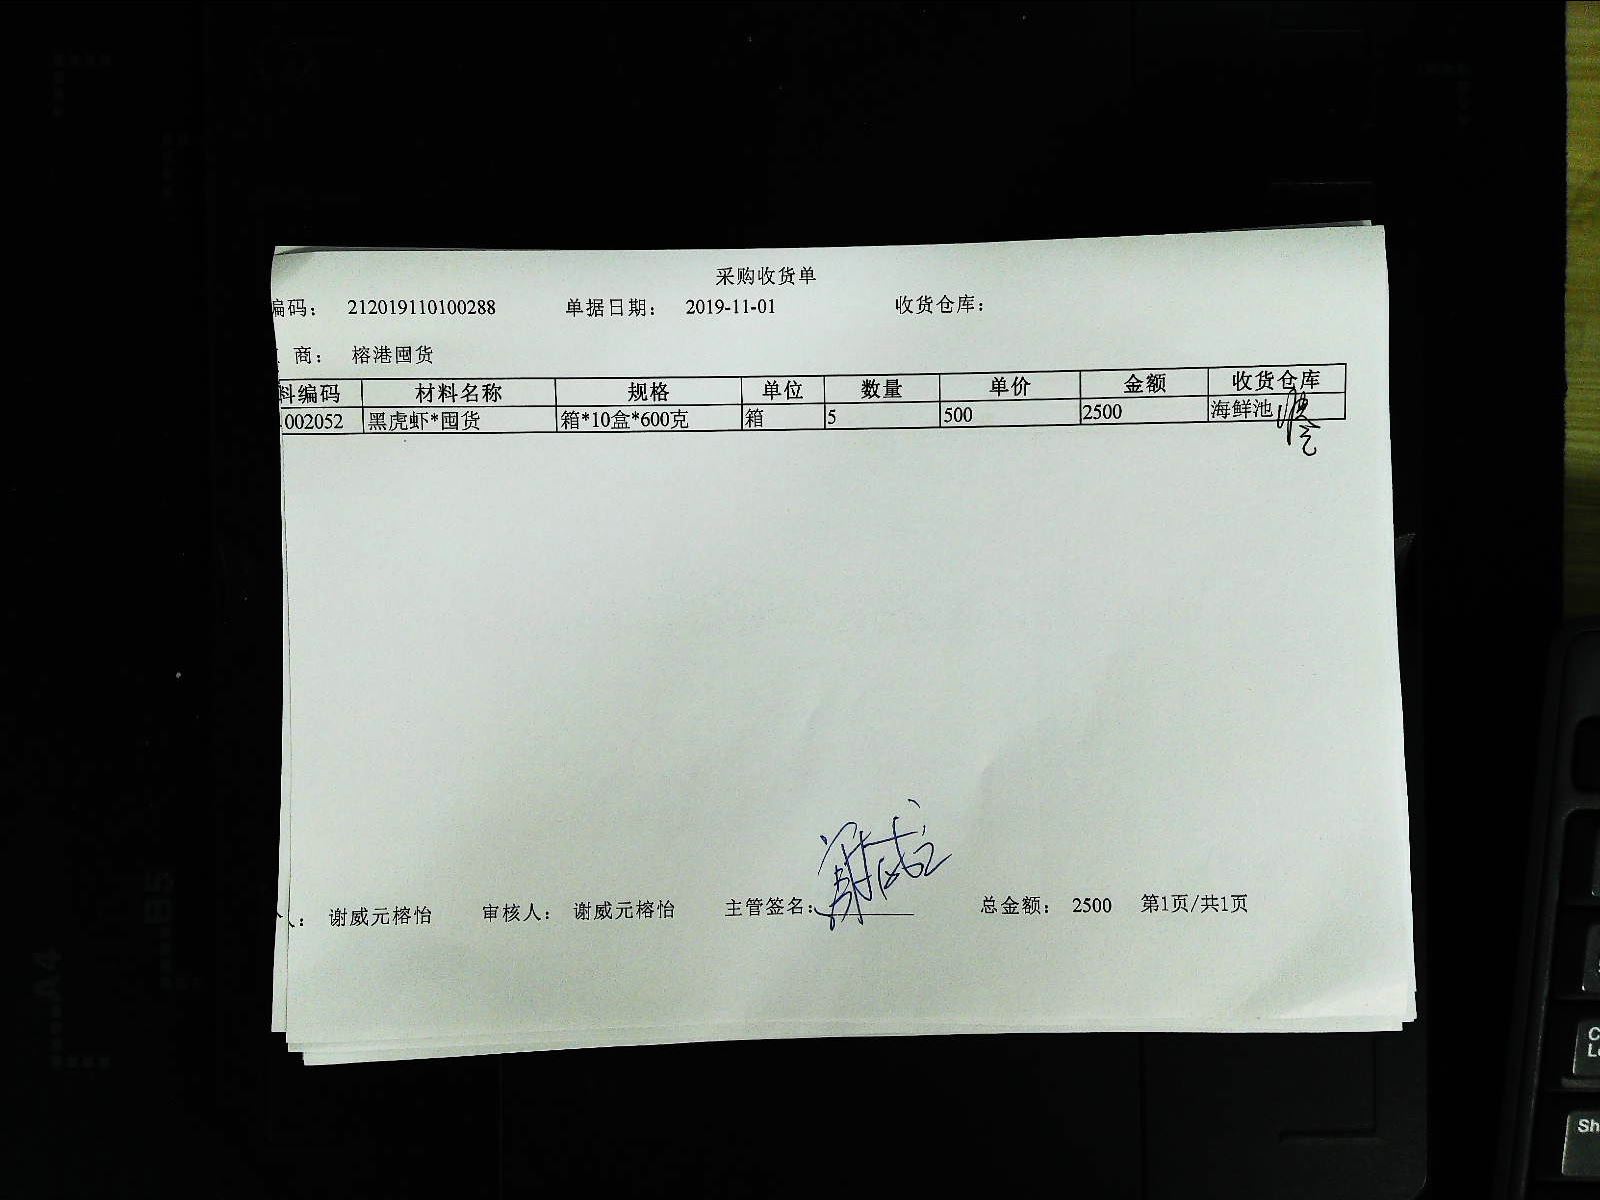 采购收货单
编码： 212019110100288 单据日期： 2019-11-01 收货仓库：
商： 榕港囤货
料编码 材料名称 规格 单位 数量 单价 金额 收货仓库
002052 黑虎虾*囤货 箱*10盒*600克 箱 5 500 2500 海鲜池
人： 谢威元榕怡 审核人： 谢威元榕怡 主管签名： 总金额： 2500 第1页/共1页
B5
A4
Sh